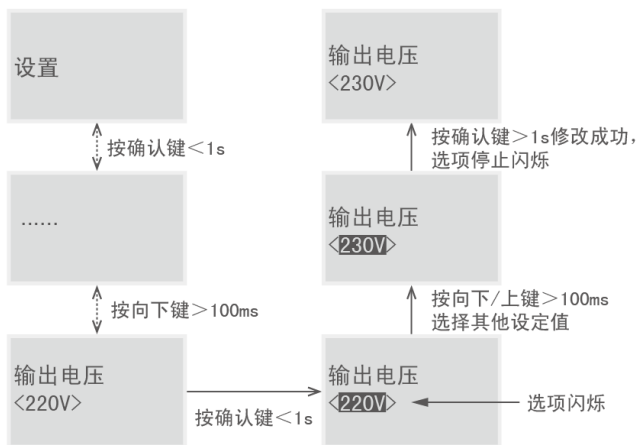 设置
按确认键＜1s
......
按向下键＞100ms
输出电压
<220V>
按确认键＜1s
输出电压
<220V>
选项闪烁
按向下/上键＞100ms
选择其他设定值
输出电压
<230V>
按确认键＞1s修改成功，
选项停止闪烁
输出电压
<230V>